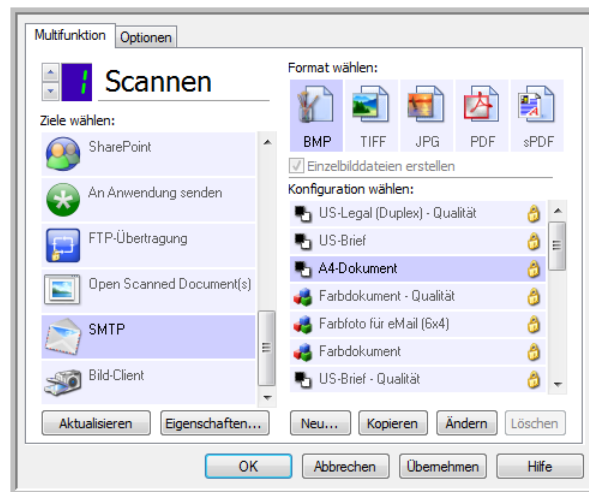 Multifunktion
Optionen
1 Scannen
Ziele wählen:
SharePoint
An Anwendung senden
FTP-Übertragung
Open Scanned Document(s)
SMTP
Bild-Client
Aktualisieren
Eigenschaften...
Format wählen:
BMP
TIFF
JPG
PDF
sPDF
Einzelbilddateien erstellen
Konfiguration wählen:
US-Legal (Duplex) - Qualität
US-Brief
A4-Dokument
Farbdokument - Qualität
Farbfoto für eMail (6x4)
Farbdokument
US-Brief - Qualität
Neu...
Kopieren
Ändern
Löschen
OK
Abbrechen
Übernehmen
Hilfe